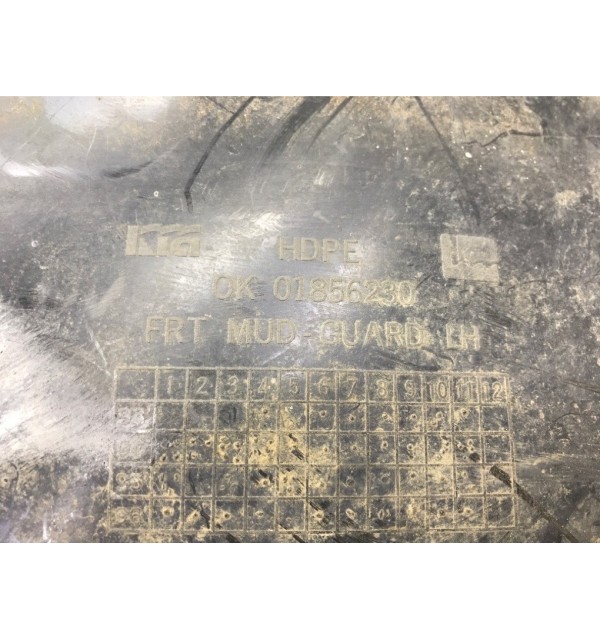 KIA HDPE
0K 01856230
FRT MUD-GUARD LH
1 2 3 4 5 6 7 8 9 10 11 12